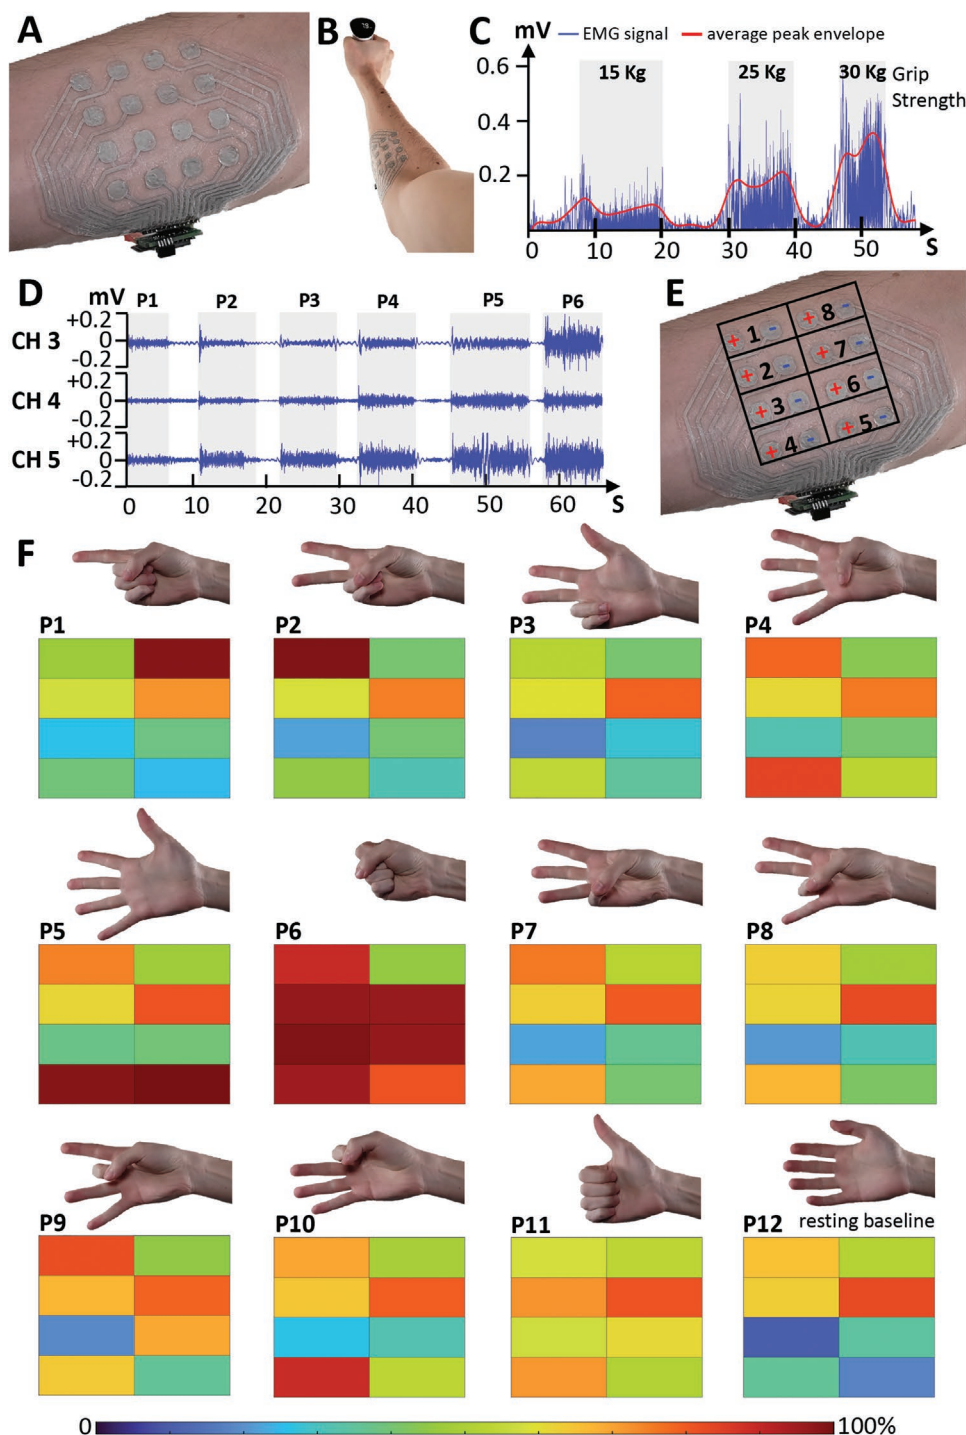 A
B
C
mV
EMG signal
average peak envelope
0.6
0.4
0.2
15 Kg
25 Kg
30 Kg
Grip
Strength
0
10
20
30
40
50
S
D
mV
P1
P2
P3
P4
P5
P6
CH 3
+0.2
0
-0.2
CH 4
+0.2
0
-0.2
CH 5
+0.2
0
-0.2
0
10
20
30
40
50
60
S
E
+ 1 -
+ 8 -
+ 2 -
+ 7 -
+ 3 -
+ 6 -
+ 4 -
+ 5 -
F
P1
P2
P3
P4
P5
P6
P7
P8
P9
P10
P11
P12 resting baseline
0
100%